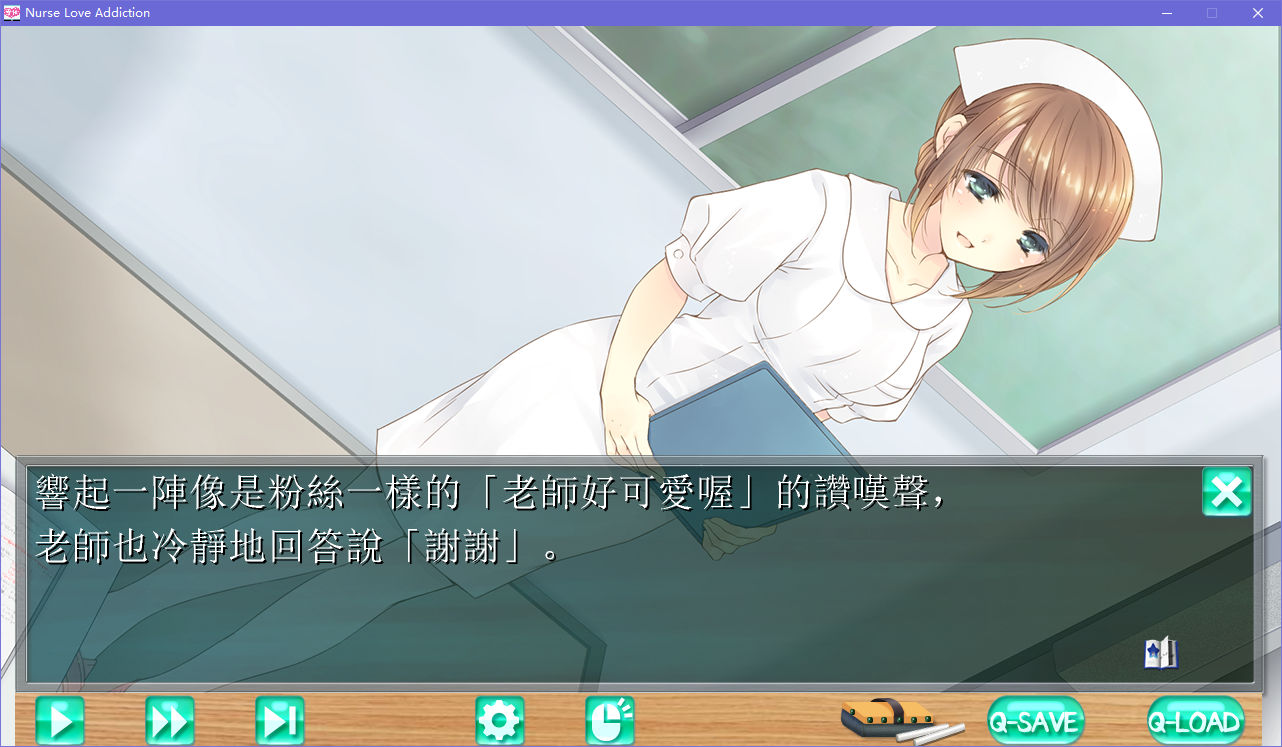 Nurse Love Addiction
響起一陣像是粉絲一樣的「老師好可愛喔」的讚嘆聲，
老師也冷靜地回答說「謝謝」。
Q-SAVE
Q-LOAD